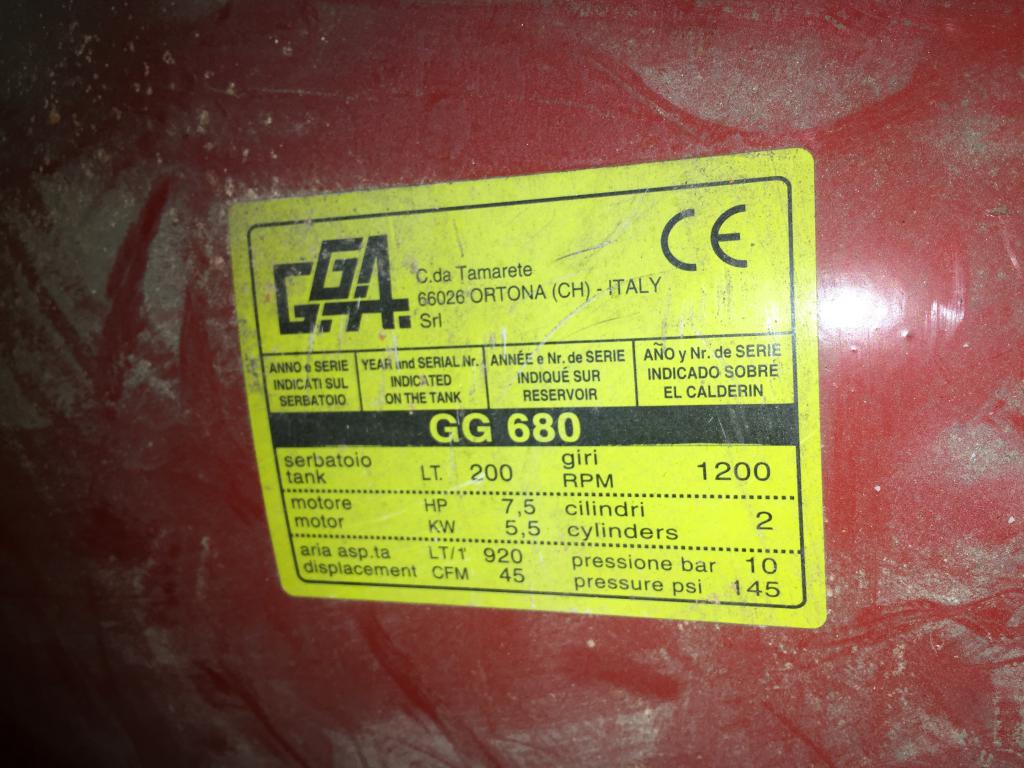 G.G.A.
C.da Tamarete
66026 ORTONA (CH) - ITALY
Srl
CE
ANNO e SERIE
INDICATI SUL
SERBATOIO
YEAR and SERIAL Nr.
INDICATED
ON THE TANK
ANNÉE e Nr. de SERIE
INDIQUÉ SUR
RESERVOIR
AÑO y Nr. de SERIE
INDICADO SOBRE
EL CALDERIN
GG 680
serbatoio
tank LT. 200
giri
RPM 1200
motore HP 7,5
motor KW 5,5
cilindri
cylinders 2
aria asp.ta LT/1' 920
displacement CFM 45
pressione bar 10
pressure psi 145